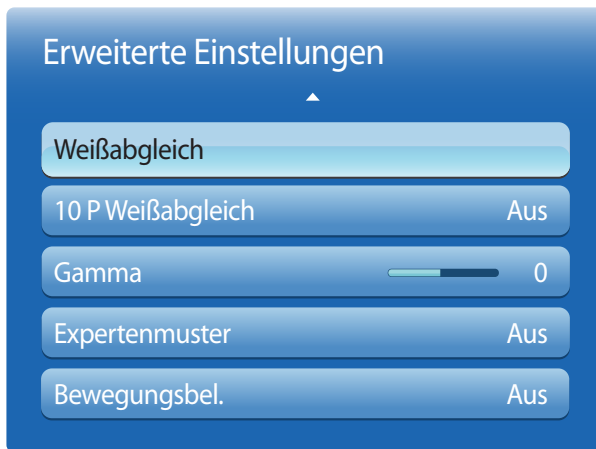 Erweiterte Einstellungen
Weißabgleich
10 P Weißabgleich Aus
Gamma 0
Expertenmuster Aus
Bewegungsbel. Aus